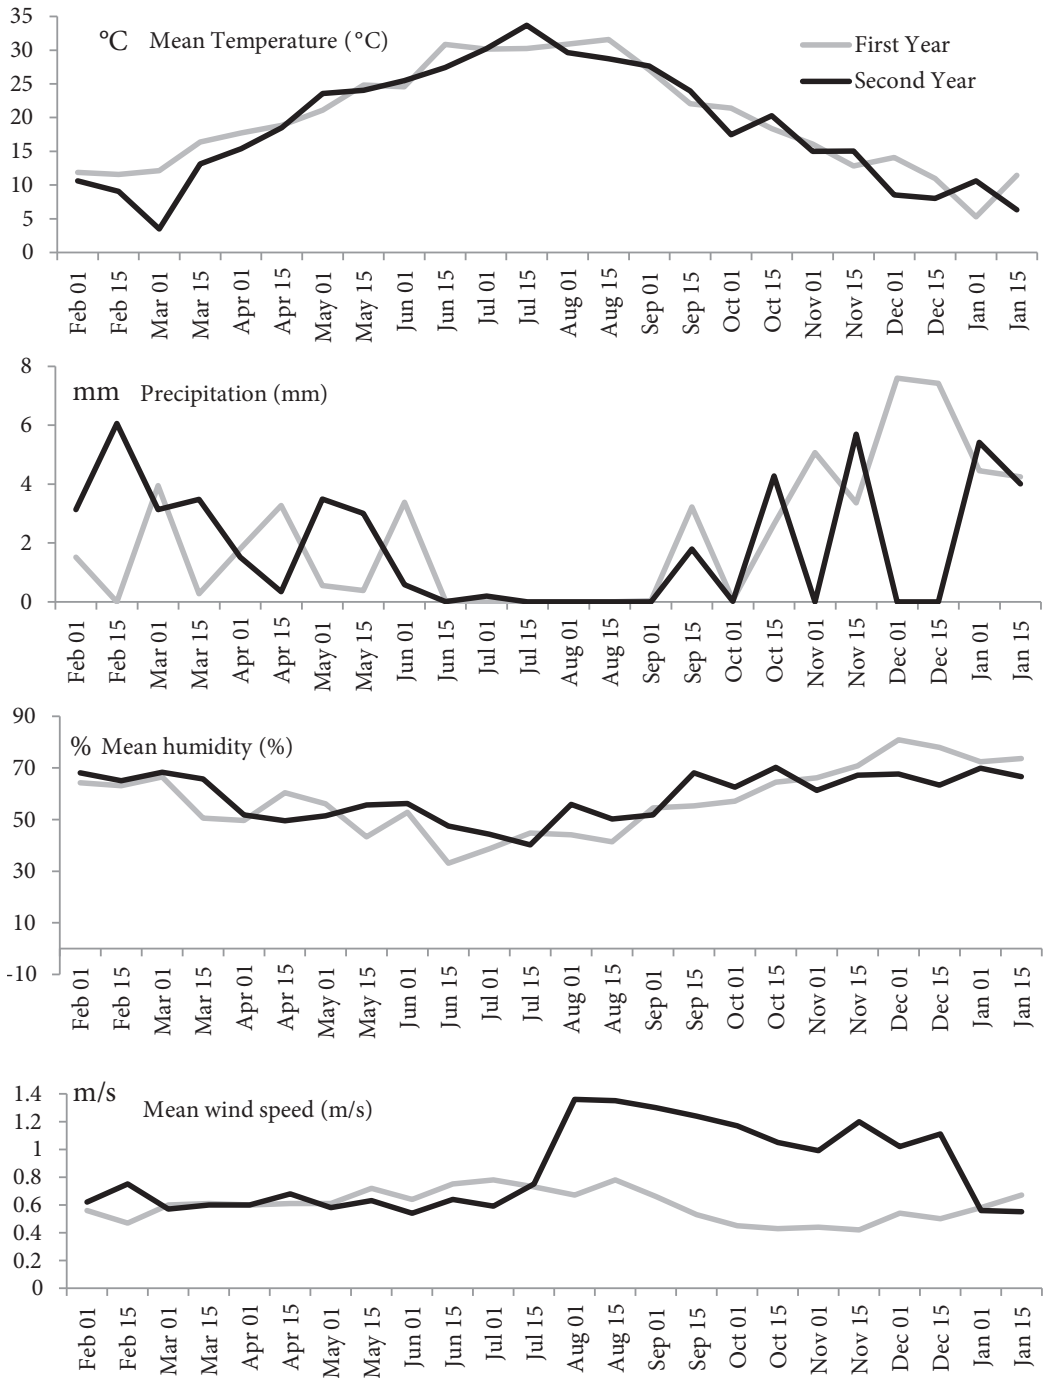 35
30
25
20
15
10
5
0
°C Mean Temperature (°C)
First Year
Second Year
Feb 01 Feb 15 Mar 01 Mar 15 Apr 01 Apr 15 May 01 May 15 Jun 01 Jun 15 Jul 01 Jul 15 Aug 01 Aug 15 Sep 01 Sep 15 Oct 01 Oct 15 Nov 01 Nov 15 Dec 01 Dec 15 Jan 01 Jan 15
8
6
4
2
0
mm Precipitation (mm)
Feb 01 Feb 15 Mar 01 Mar 15 Apr 01 Apr 15 May 01 May 15 Jun 01 Jun 15 Jul 01 Jul 15 Aug 01 Aug 15 Sep 01 Sep 15 Oct 01 Oct 15 Nov 01 Nov 15 Dec 01 Dec 15 Jan 01 Jan 15
90
70
50
30
10
-10
% Mean humidity (%)
Feb 01 Feb 15 Mar 01 Mar 15 Apr 01 Apr 15 May 01 May 15 Jun 01 Jun 15 Jul 01 Jul 15 Aug 01 Aug 15 Sep 01 Sep 15 Oct 01 Oct 15 Nov 01 Nov 15 Dec 01 Dec 15 Jan 01 Jan 15
1.4
1.2
1
0.8
0.6
0.4
0.2
0
m/s
Mean wind speed (m/s)
Feb 01 Feb 15 Mar 01 Mar 15 Apr 01 Apr 15 May 01 May 15 Jun 01 Jun 15 Jul 01 Jul 15 Aug 01 Aug 15 Sep 01 Sep 15 Oct 01 Oct 15 Nov 01 Nov 15 Dec 01 Dec 15 Jan 01 Jan 15